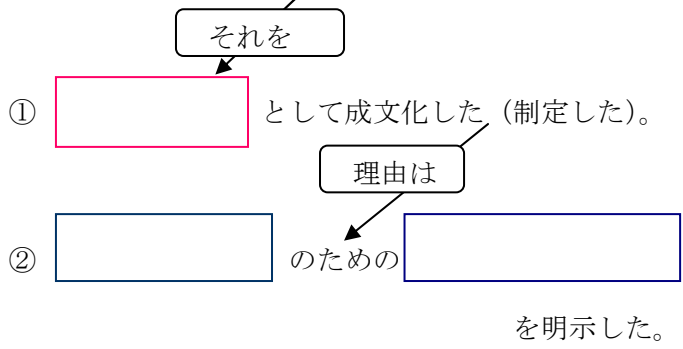 それを
① として成文化した（制定した）。
理由は
② のための
を明示した。